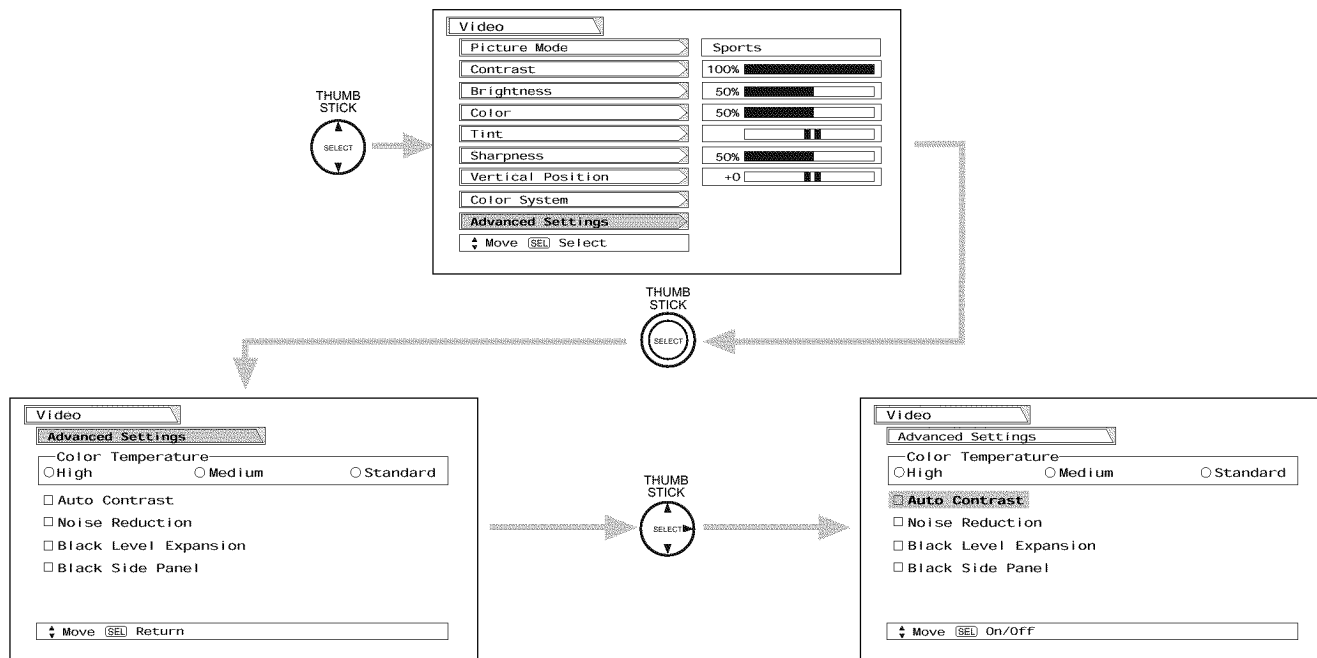 Video
Picture Mode Sports
Contrast 100%
Brightness 50%
Color 50%
Tint
Sharpness 50%
Vertical Position +0
Color System
Advanced Settings
Move SEL Select
THUMB
STICK
SELECT
THUMB
STICK
SELECT
Video
Advanced Settings
Color Temperature
High Medium Standard
Auto Contrast
Noise Reduction
Black Level Expansion
Black Side Panel
Move SEL Return
THUMB
STICK
SELECT
Video
Advanced Settings
Color Temperature
High Medium Standard
Auto Contrast
Noise Reduction
Black Level Expansion
Black Side Panel
Move SEL On/Off